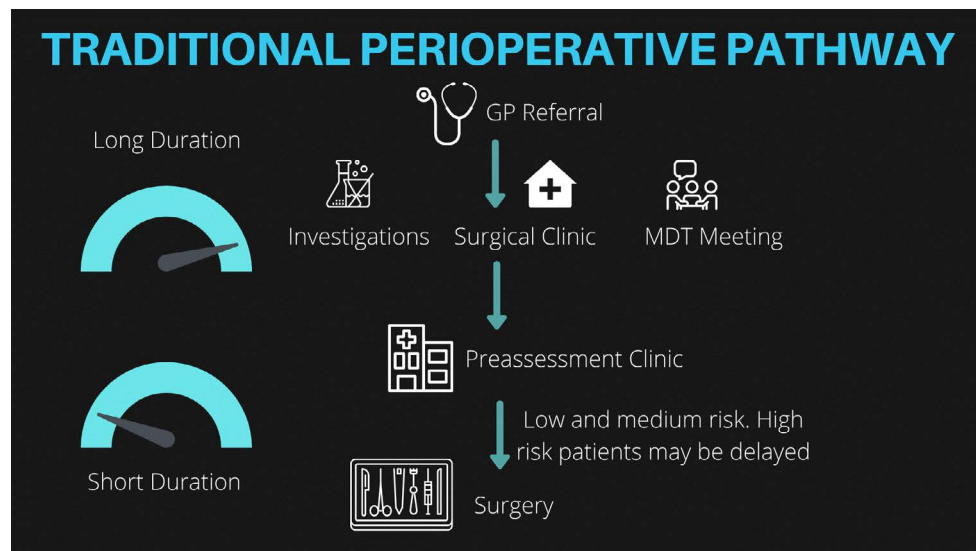 TRADITIONAL PERIOPERATIVE PATHWAY
GP Referral
Long Duration
Investigations
Surgical Clinic
MDT Meeting
Preassessment Clinic
Low and medium risk. High
risk patients may be delayed
Short Duration
Surgery